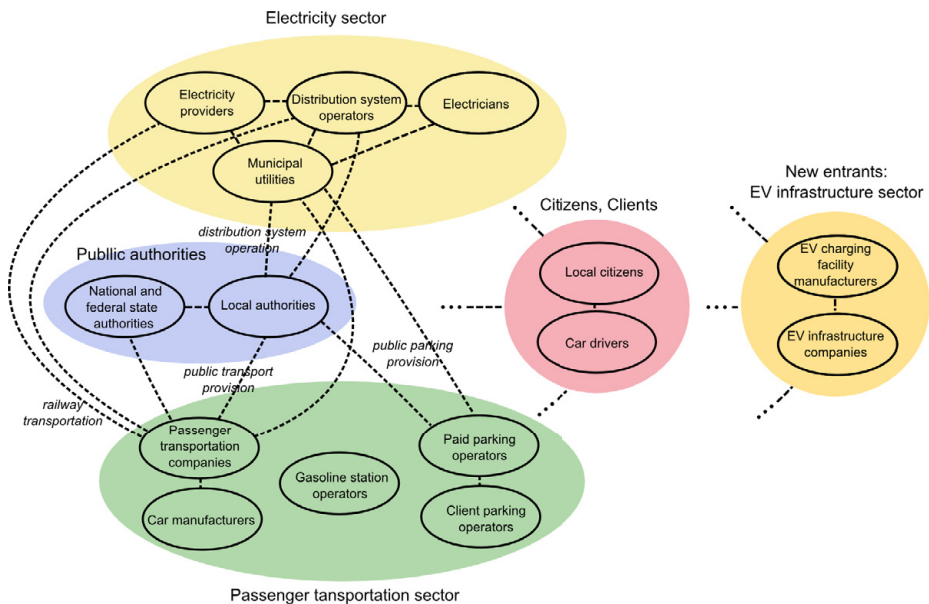 Electricity sector
Electricity
providers
Distribution system
operators
Electricians
Municipal
utilities
New entrants:
EV infrastructure sector
Citizens, Clients
distribution system
operation
Publlic authorities
National and
federal state
authorities
Local authorities
Local citizens
Car drivers
EV charging
facility
manufacturers
EV infrastructure
companies
public parking
provision
public transport
provision
railway
transportation
Passenger
transportation
companies
Paid parking
operators
Gasoline station
operators
Car manufacturers
Client parking
operators
Passenger tansportation sector